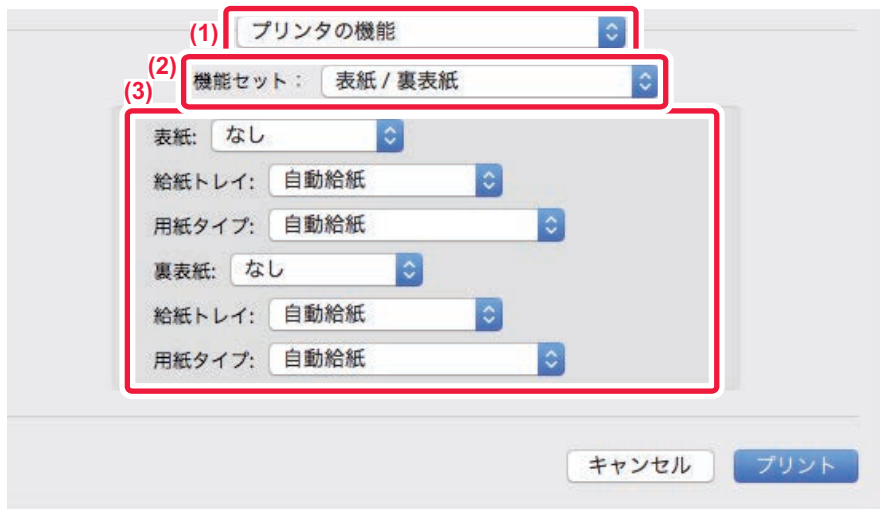 (1) プリンタの機能
(2) 機能セット： 表紙 / 裏表紙
(3)
表紙: なし
給紙トレイ: 自動給紙
用紙タイプ: 自動給紙
裏表紙: なし
給紙トレイ: 自動給紙
用紙タイプ: 自動給紙
キャンセル プリント